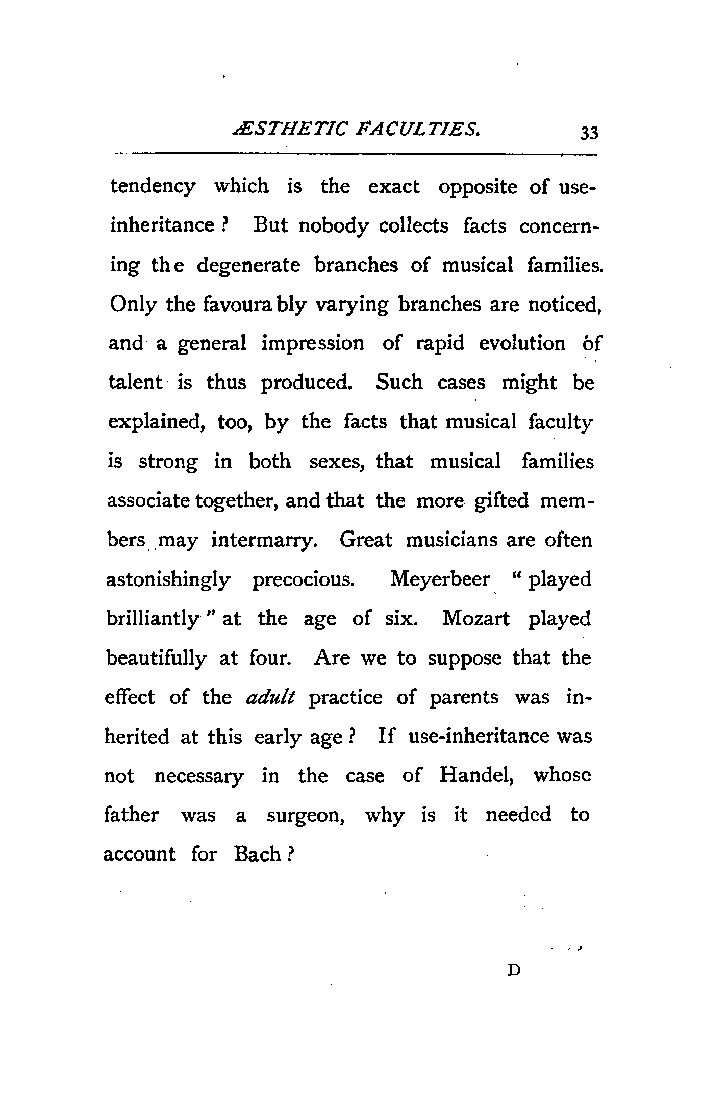 ÆSTHETIC FACULTIES. 33
tendency which is the exact opposite of use-
inheritance? But nobody collects facts concern-
ing the degenerate branches of musical families.
Only the favourably varying branches are noticed,
and a general impression of rapid evolution of
talent is thus produced. Such cases might be
explained, too, by the facts that musical faculty
is strong in both sexes, that musical families
associate together, and that the more gifted mem-
bers may intermarry. Great musicians are often
astonishingly precocious. Meyerbeer “played
brilliantly” at the age of six. Mozart played
beautifully at four. Are we to suppose that the
effect of the adult practice of parents was in-
herited at this early age? If use-inheritance was
not necessary in the case of Handel, whose
father was a surgeon, why is it needed to
account for Bach?
D